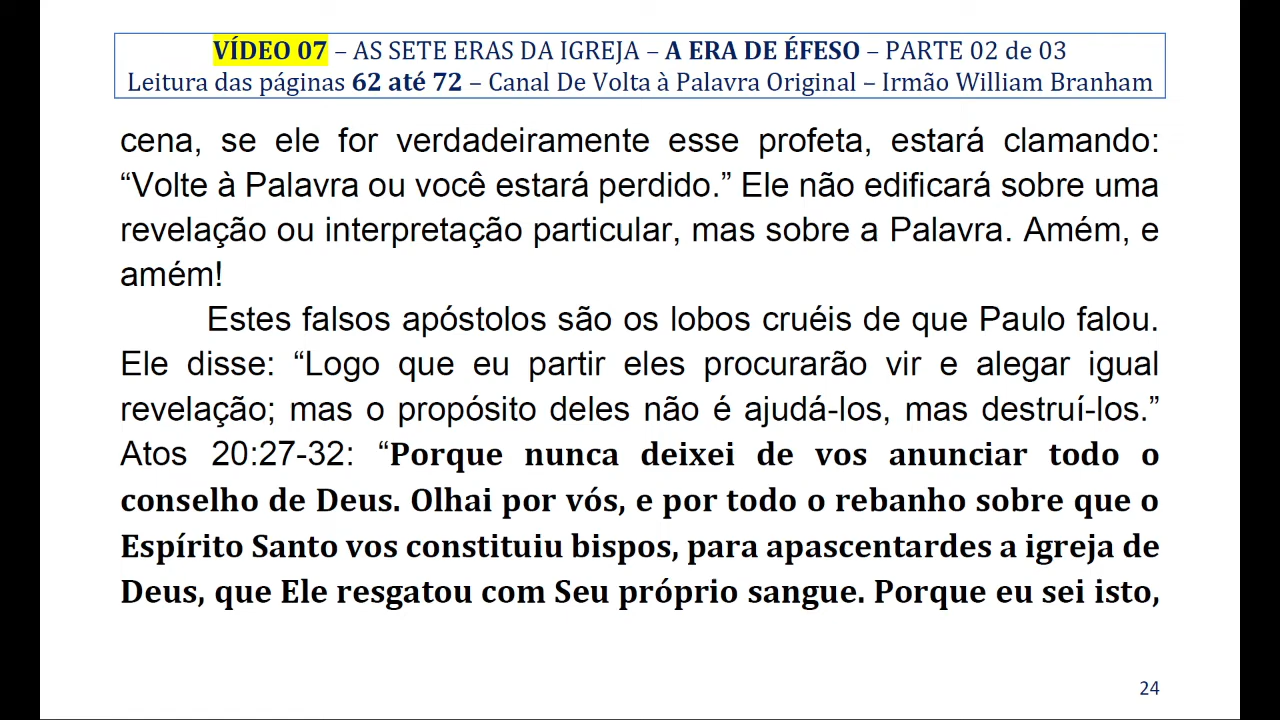 VÍDEO 07 – AS SETE ERAS DA IGREJA – A ERA DE ÉFESO – PARTE 02 de 03
Leitura das páginas 62 até 72 – Canal De Volta à Palavra Original – Irmão William Branham
cena, se ele for verdadeiramente esse profeta, estará clamando:
“Volte à Palavra ou você estará perdido.” Ele não edificará sobre uma
revelação ou interpretação particular, mas sobre a Palavra. Amém, e
amém!
Estes falsos apóstolos são os lobos cruéis de que Paulo falou.
Ele disse: “Logo que eu partir eles procurarão vir e alegar igual
revelação; mas o propósito deles não é ajudá-los, mas destruí-los.”
Atos 20:27-32: “Porque nunca deixei de vos anunciar todo o
conselho de Deus. Olhai por vós, e por todo o rebanho sobre que o
Espírito Santo vos constituiu bispos, para apascentardes a igreja de
Deus, que Ele resgatou com Seu próprio sangue. Porque eu sei isto,
24